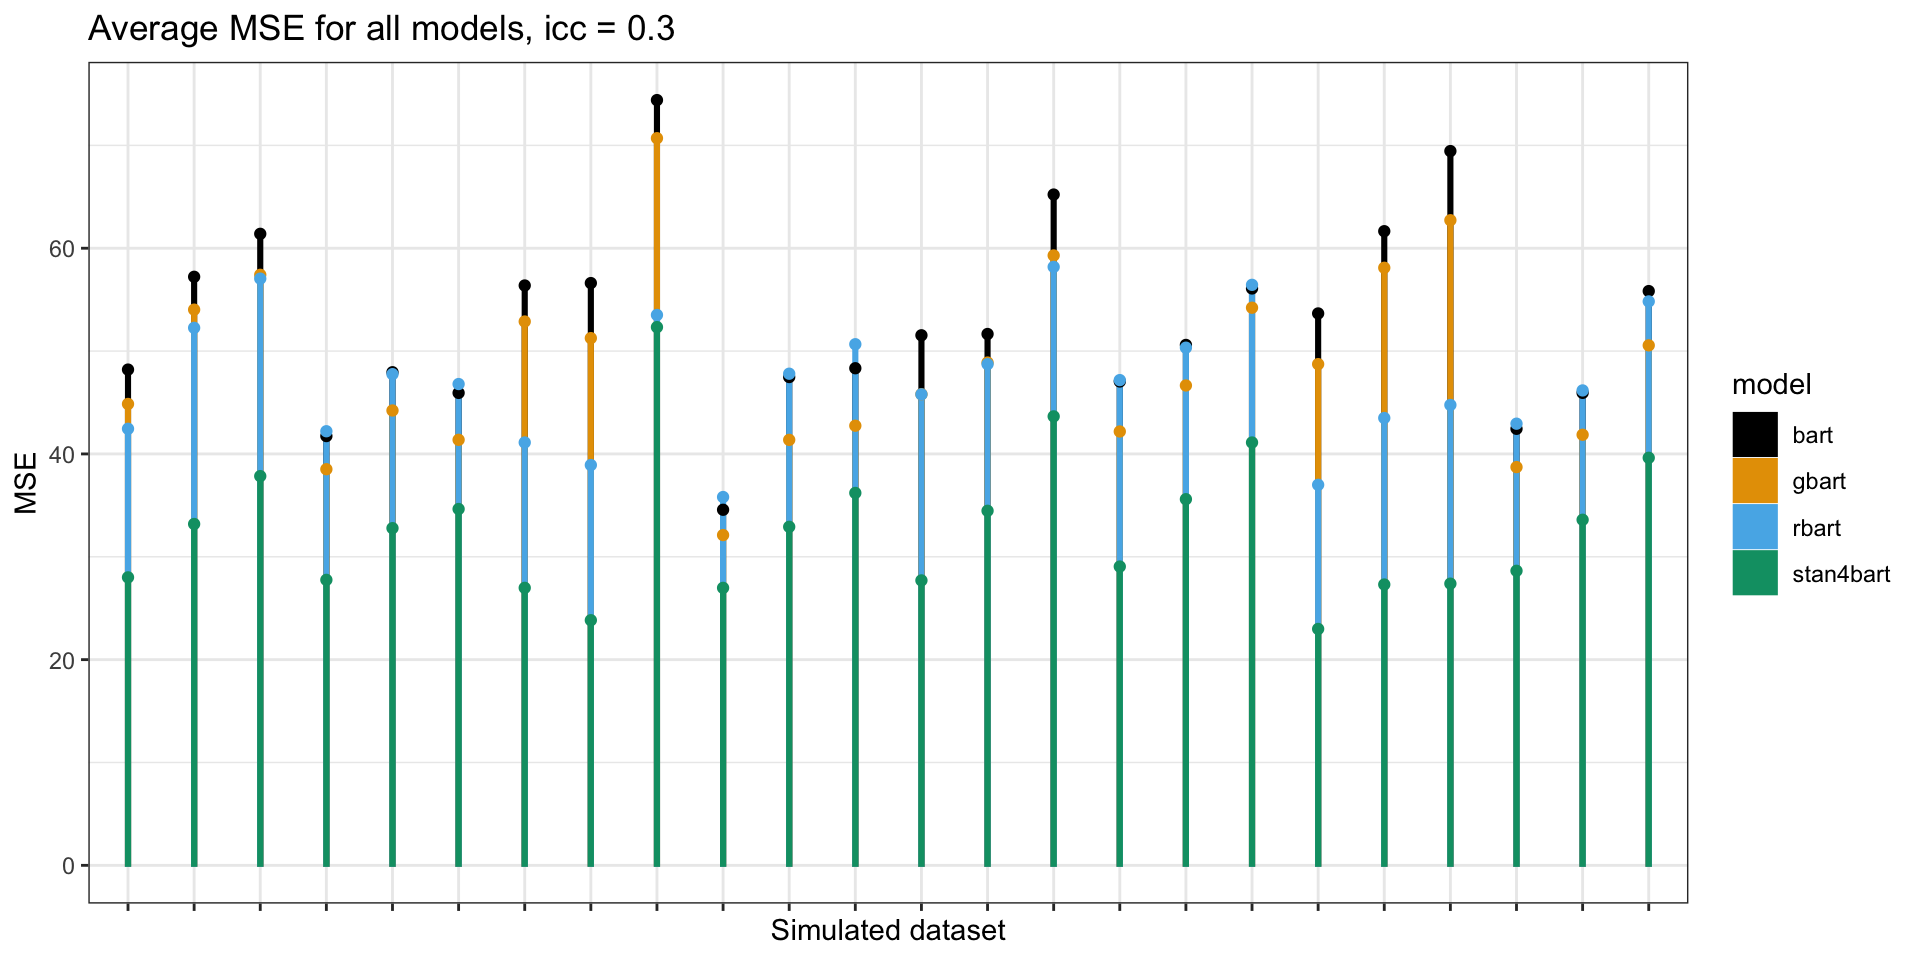 Average MSE for all models, icc = 0.3
MSE
60
40
20
0
Simulated dataset
model
bart
gbart
rbart
stan4bart